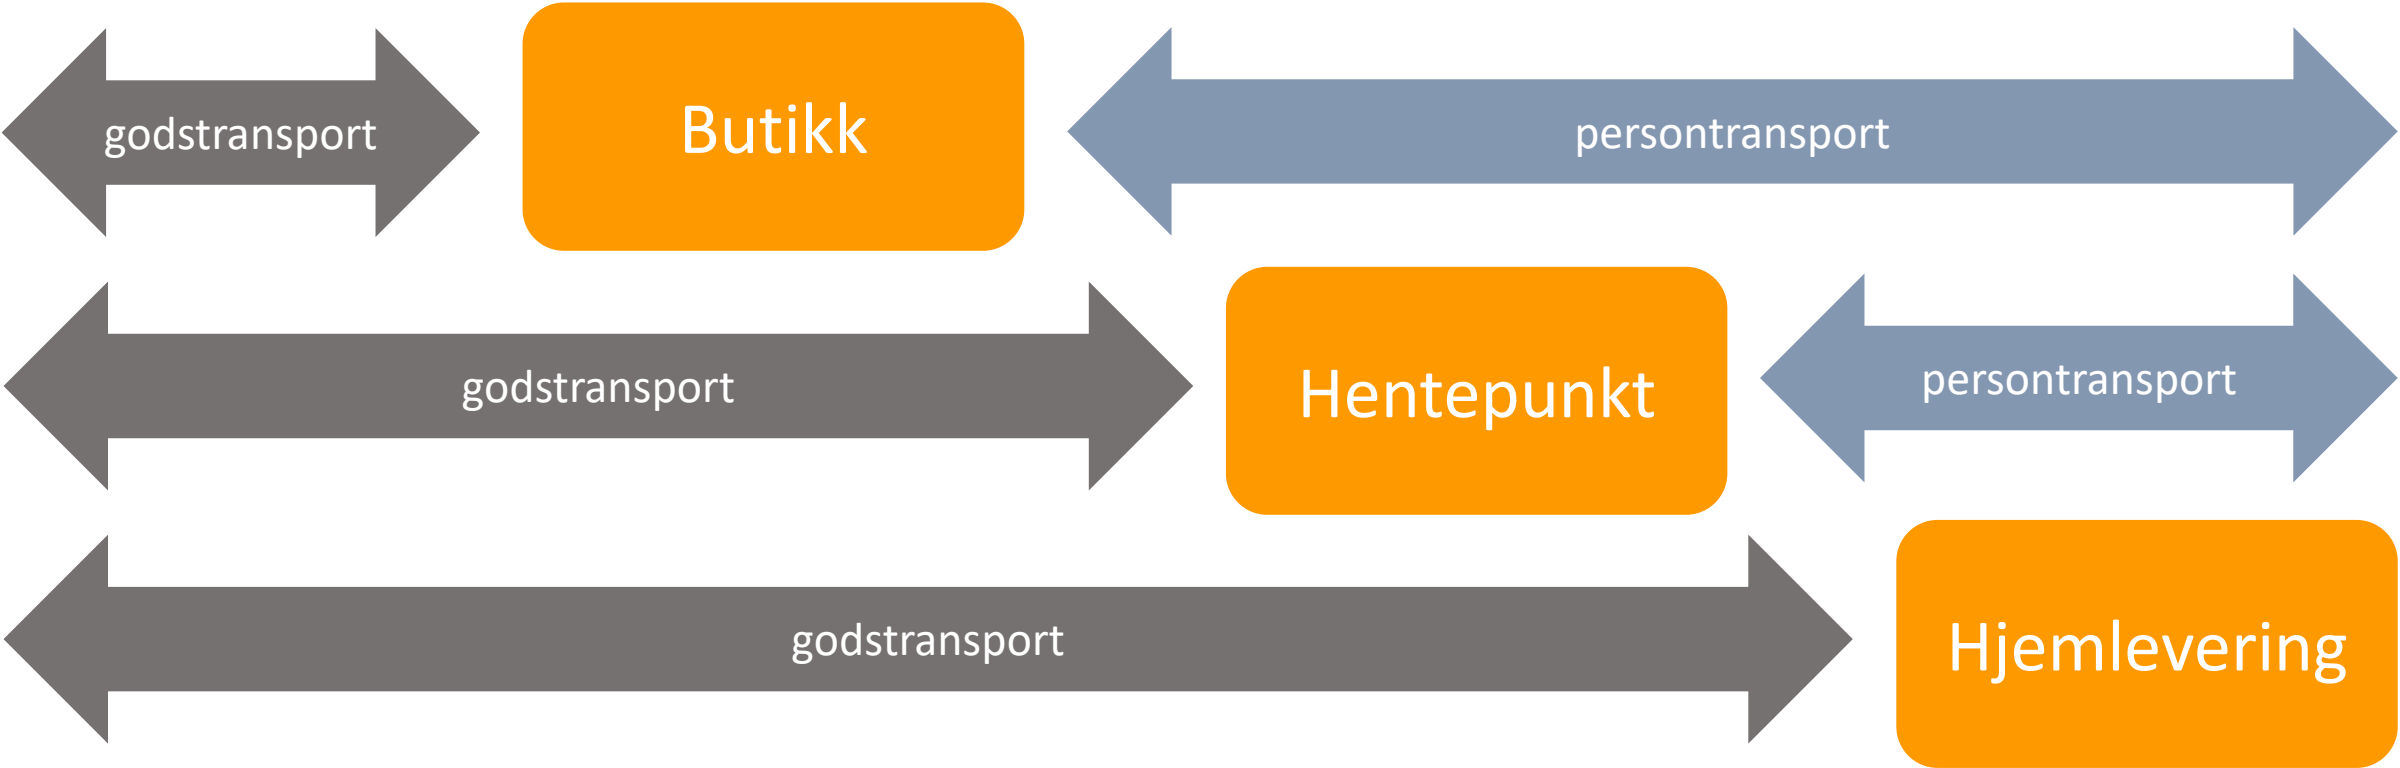 godstransport
Butikk
persontransport
godstransport
Hentepunkt
persontransport
godstransport
Hjemlevering